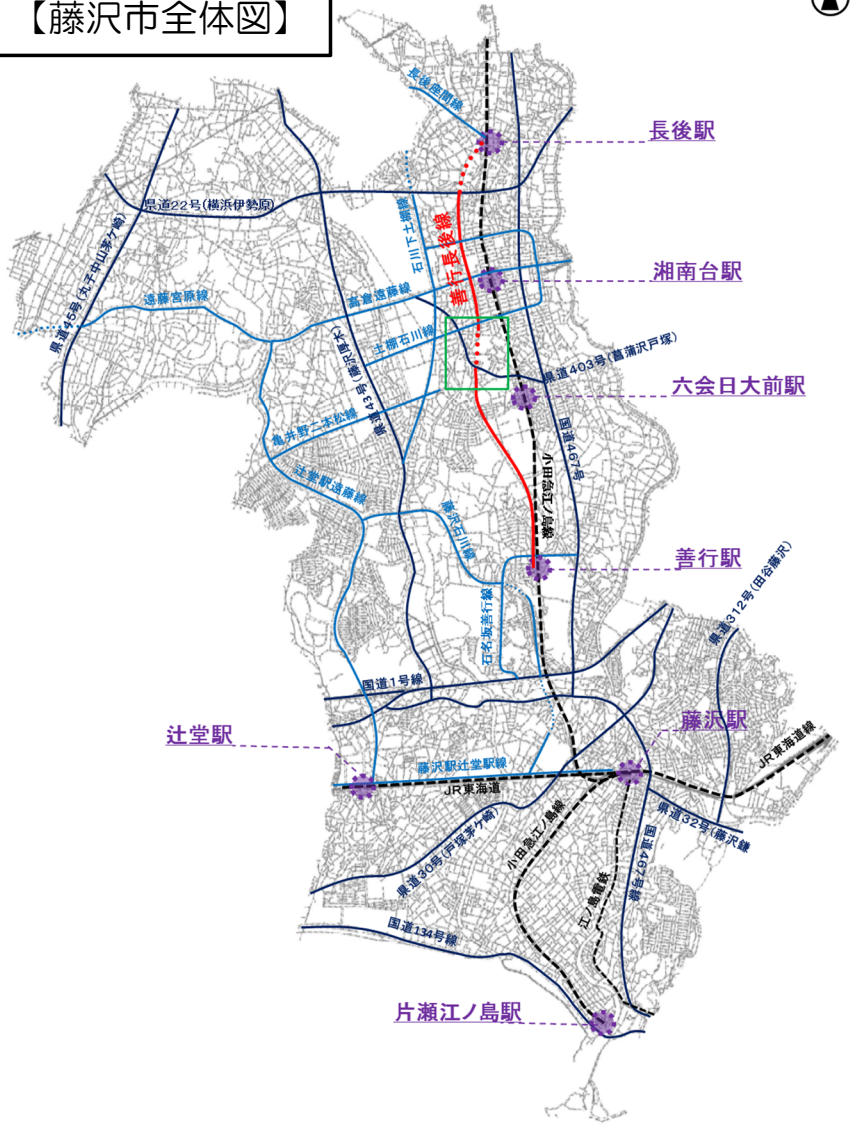 【藤沢市全体図】
長後座間線
長後駅
県道22号(横浜伊勢原)
県道45号(丸子中山茅ケ崎)
石川下土棚線
善行長後線
湘南台駅
遠藤宮原線
高倉遠藤線
土棚石川線
県道43号(藤沢厚木)
県道403号(菖蒲沢戸塚)
六会日大前駅
国道467号
亀井野二本松線
辻堂駅遠藤線
小田急江ノ島線
藤沢石川線
善行駅
石名坂善行線
県道312号(田谷藤沢)
国道1号線
藤沢駅
辻堂駅
JR東海道線
藤沢駅辻堂駅線
JR東海道
県道32号(藤沢鎌
県道30号(戸塚茅ケ崎)
小田急江ノ島線
国道467号線
江ノ島電鉄
国道134号線
片瀬江ノ島駅